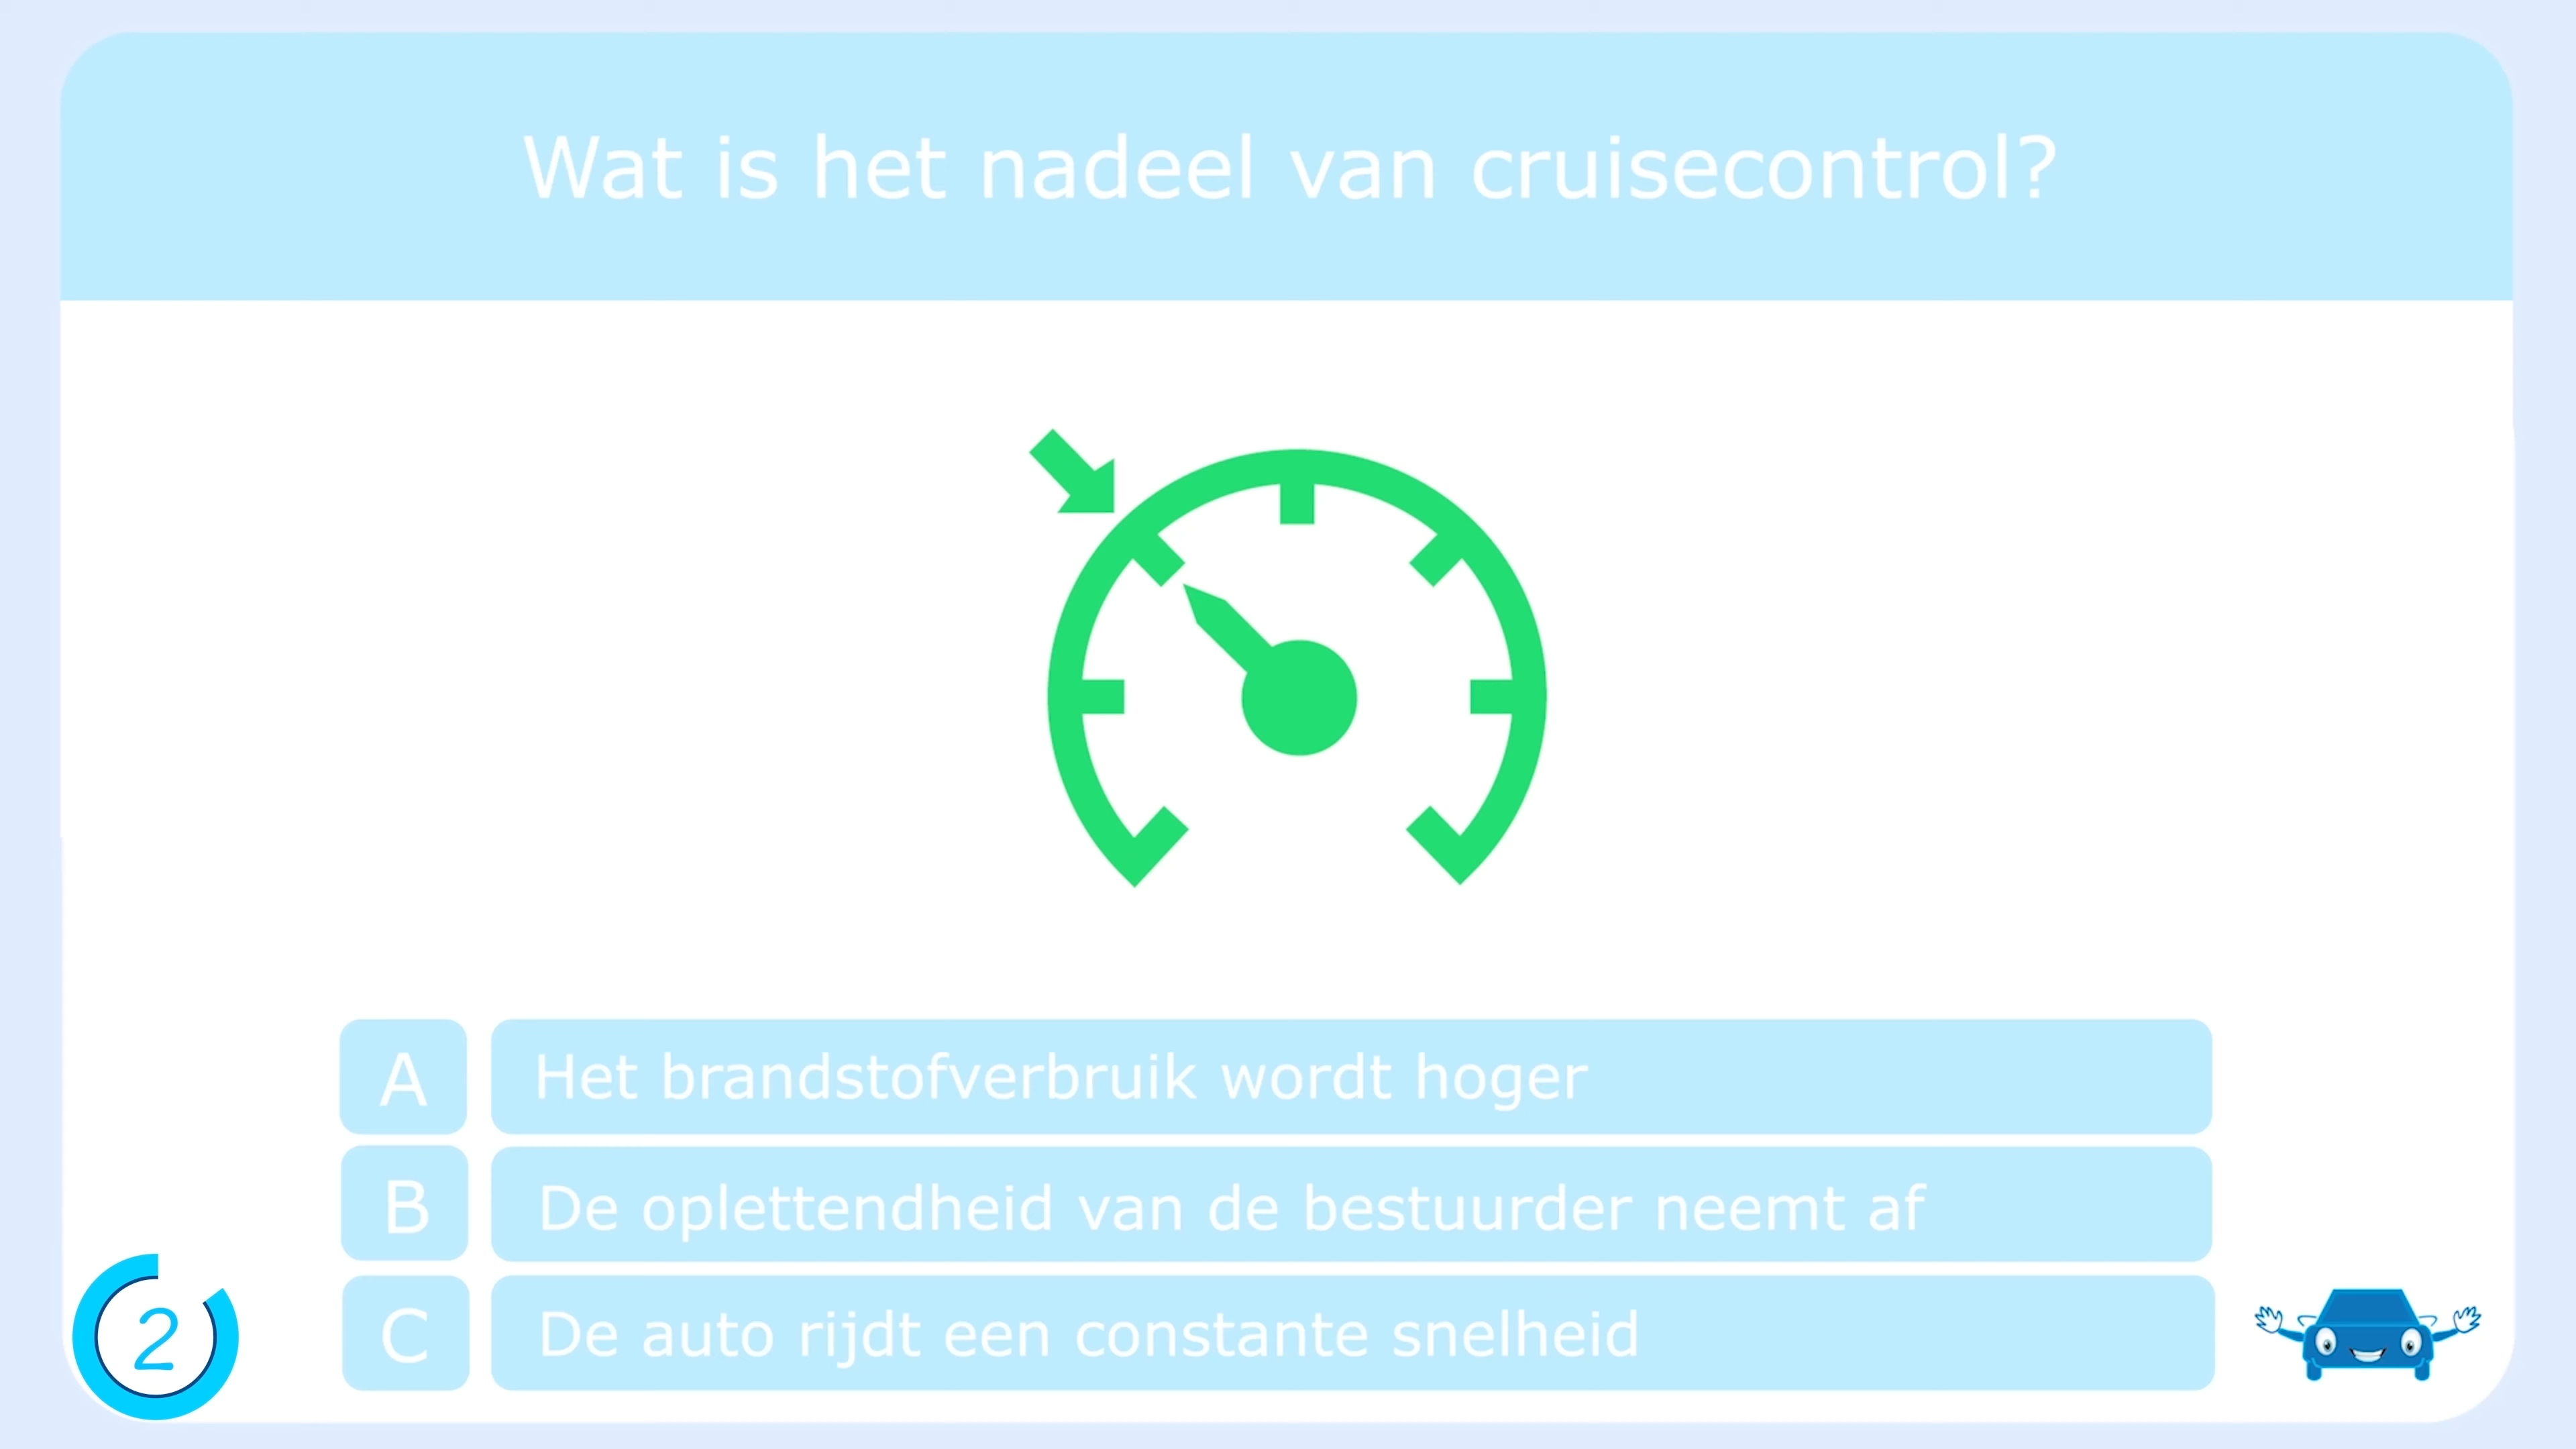 Wat is het nadeel van cruisecontrol?
A Het brandstofverbruik wordt hoger
B De oplettendheid van de bestuurder neemt af
C De auto rijdt een constante snelheid
2